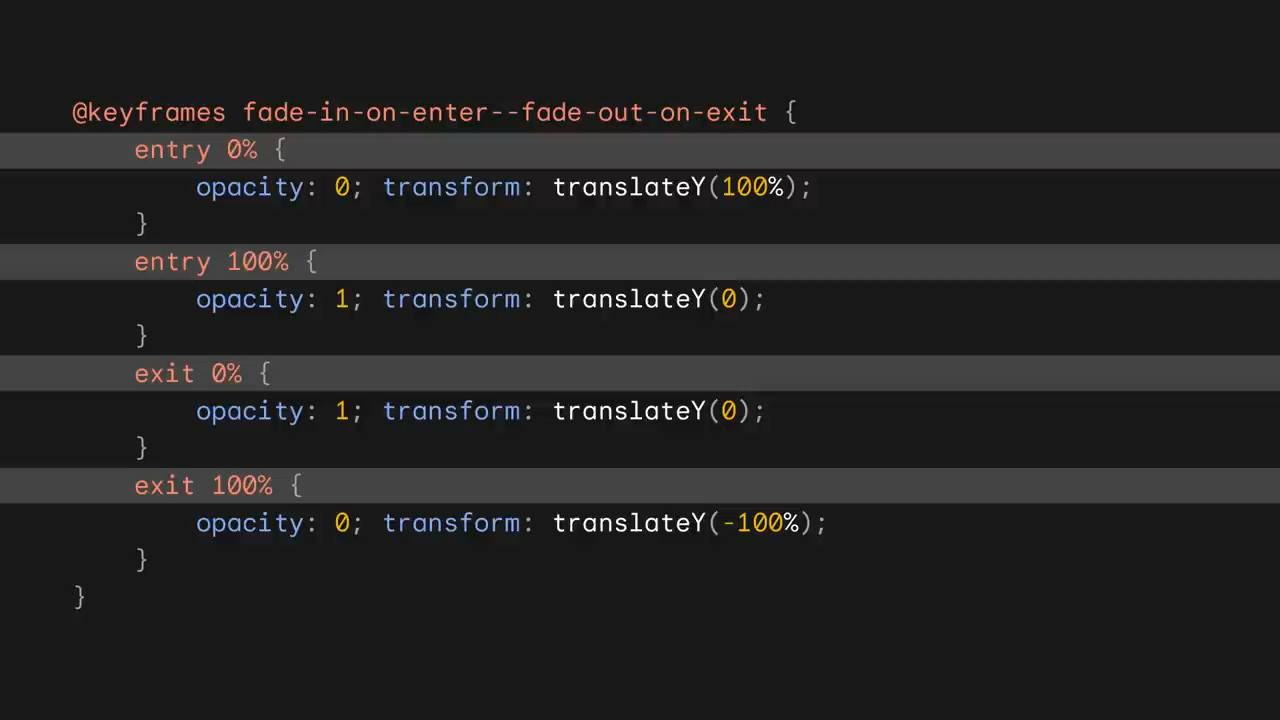 @keyframes fade-in-on-enter--fade-out-on-exit {
entry 0% {
opacity: 0; transform: translateY(100%);
}
entry 100% {
opacity: 1; transform: translateY(0);
}
exit 0% {
opacity: 1; transform: translateY(0);
}
exit 100% {
opacity: 0; transform: translateY(-100%);
}
}